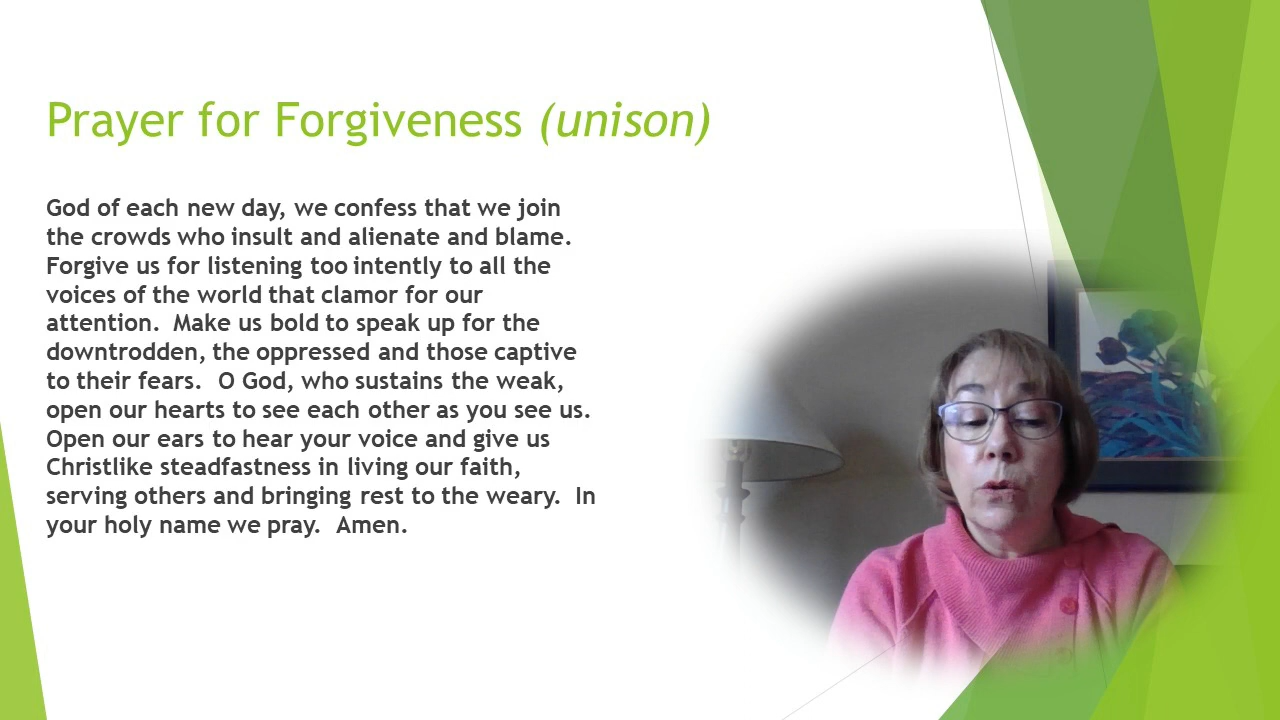 Prayer for Forgiveness (unison)
God of each new day, we confess that we join
the crowds who insult and alienate and blame.
Forgive us for listening too intently to all the
voices of the world that clamor for our
attention.  Make us bold to speak up for the
downtrodden, the oppressed and those captive
to their fears.  O God, who sustains the weak,
open our hearts to see each other as you see us.
Open our ears to hear your voice and give us
Christlike steadfastness in living our faith,
serving others and bringing rest to the weary.  In
your holy name we pray.  Amen.